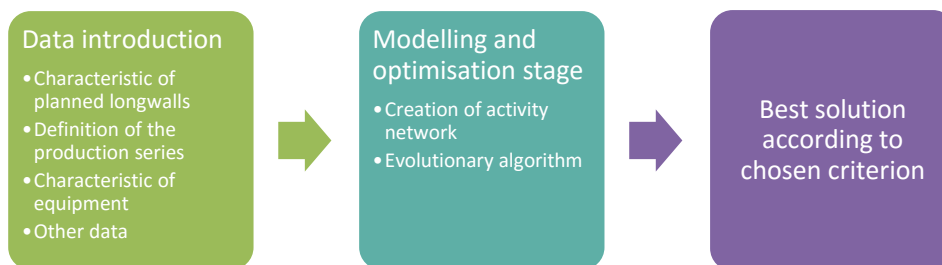 Data introduction
•Characteristic of
planned longwalls
•Definition of the
production series
•Characteristic of
equipment
•Other data
Modelling and
optimisation stage
•Creation of activity
network
•Evolutionary algorithm
Best solution
according to
chosen criterion